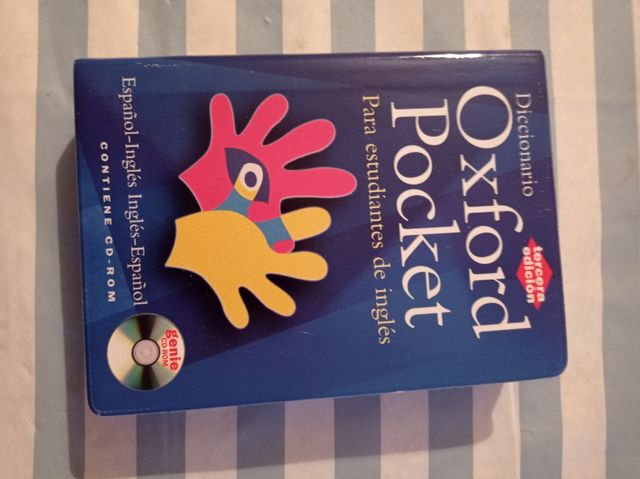 Diccionario
Oxford
Pocket
tercera
edición
Para estudiantes de inglés
Español-Inglés Inglés-Español
CONTIENE CD-ROM
genie
CD-ROM